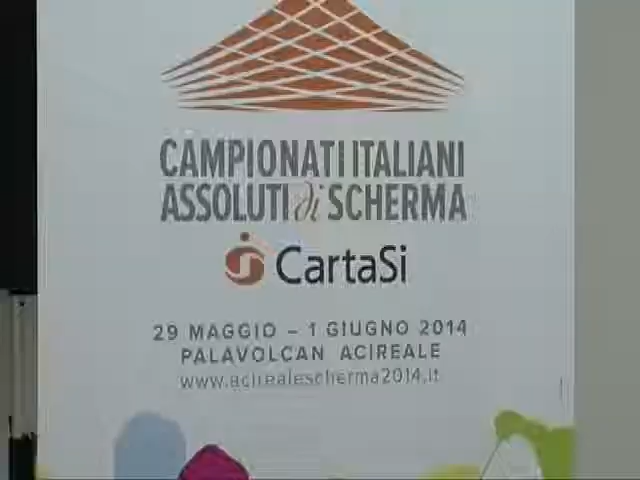 CAMPIONATI ITALIANI
ASSOLUTI di SCHERMA
CartaSi
29 MAGGIO – 1 GIUGNO 2014
PALAVOLCAN ACIREALE
www.acirealescherma2014.it